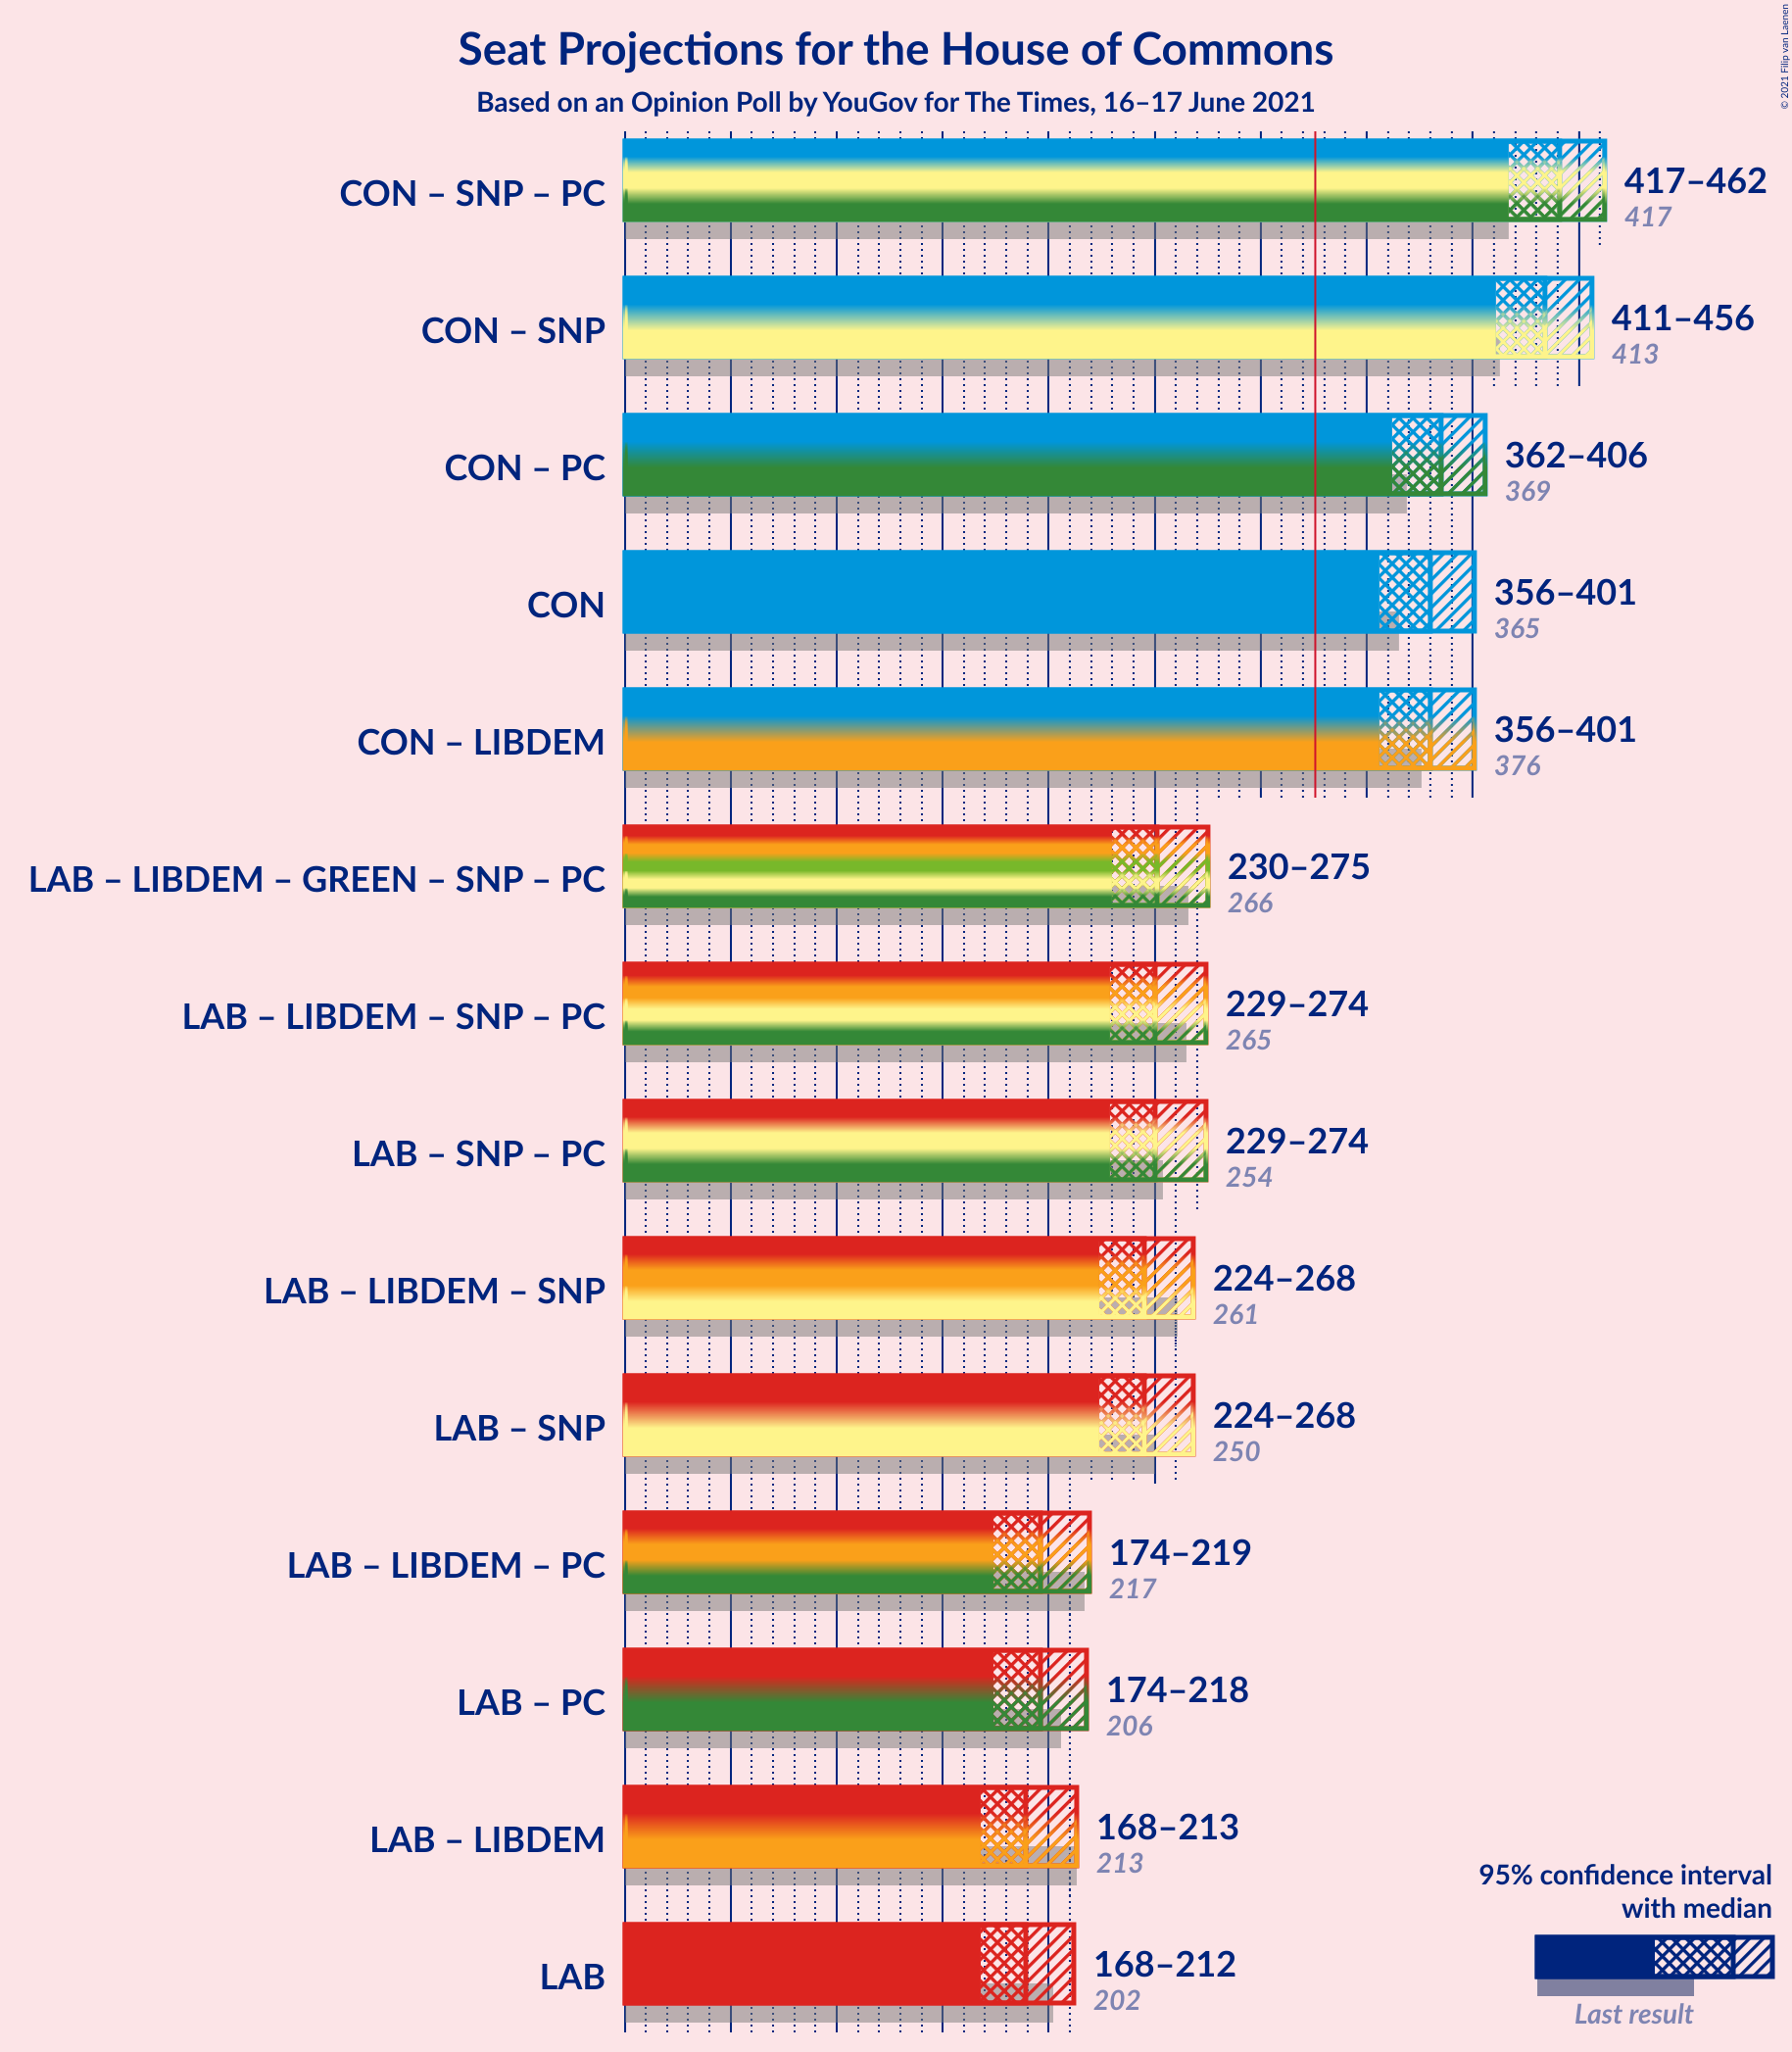 Seat Projections for the House of Commons
Based on an Opinion Poll by YouGov for The Times, 16–17 June 2021
© 2021 Filip van Laenen
CON – SNP – PC
417–462
417
CON – SNP
411–456
413
CON – PC
362–406
369
CON
356–401
365
CON – LIBDEM
356–401
376
LAB – LIBDEM – GREEN – SNP – PC
230–275
266
LAB – LIBDEM – SNP – PC
229–274
265
LAB – SNP – PC
229–274
254
LAB – LIBDEM – SNP
224–268
261
LAB – SNP
224–268
250
LAB – LIBDEM – PC
174–219
217
LAB – PC
174–218
206
LAB – LIBDEM
168–213
213
LAB
168–212
202
95% confidence interval
with median
Last result